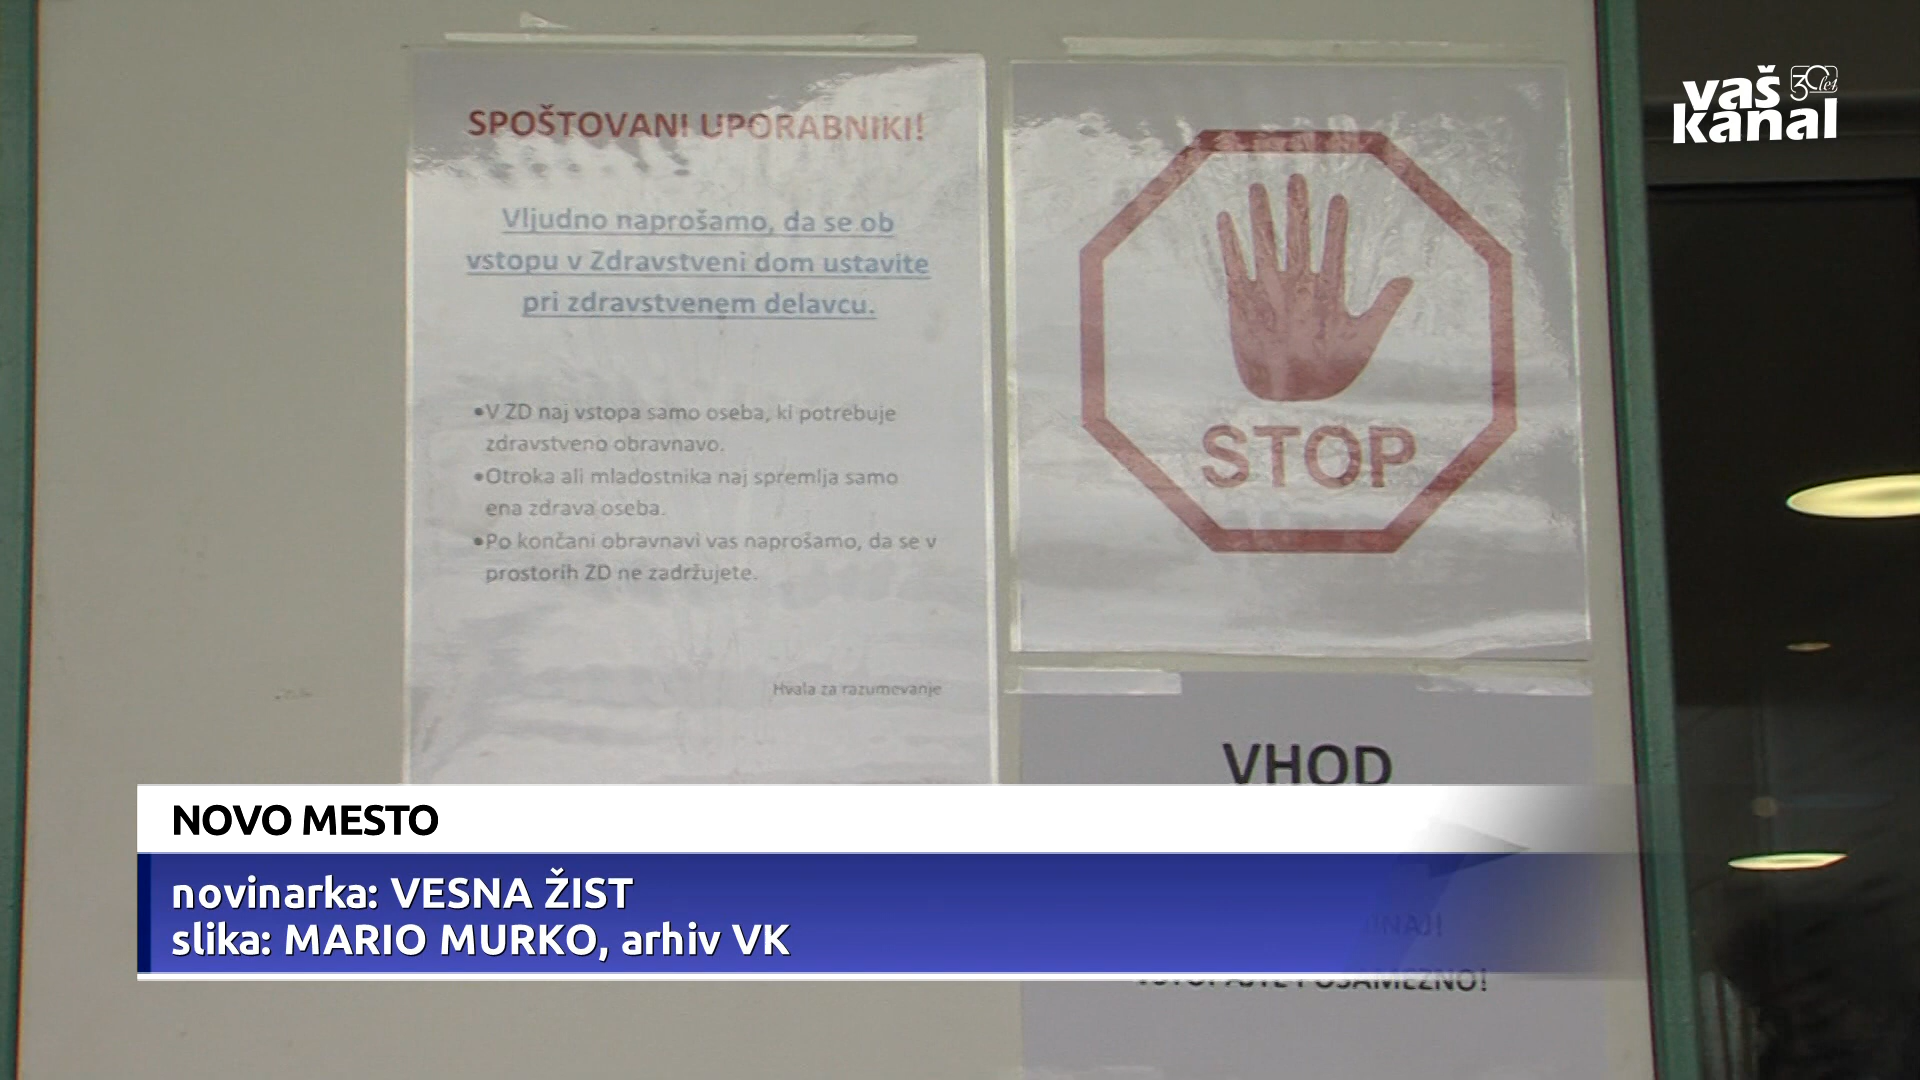 SPOŠTOVANI UPORABNIKI!
Vljudno naprošamo, da se ob
vstopu v Zdravstveni dom ustavite
pri zdravstvenem delavcu.
•V ZD naj vstopa samo oseba, ki potrebuje
zdravstveno obravnavo.
•Otroka ali mladostnika naj spremlja samo
ena zdrava oseba.
•Po končani obravnavi vas naprošamo, da se v
prostorih ZD ne zadržujete.
Hvala za razumevanje
STOP
VHOD
POSAMEZNO!
vaš 30 let
kanal
NOVO MESTO
novinarka: VESNA ŽIST
slika: MARIO MURKO, arhiv VK